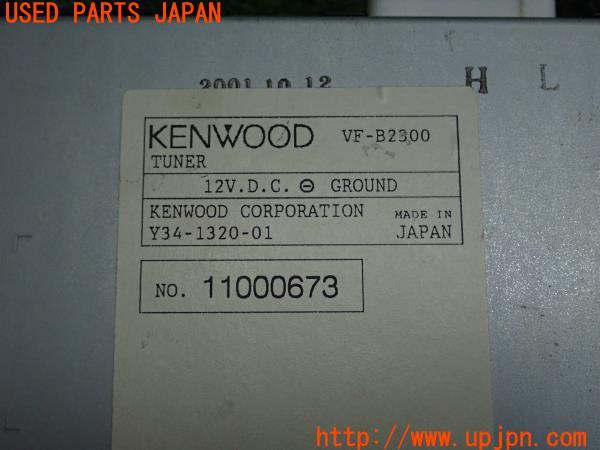 USED PARTS JAPAN
2001.10.12
H L
KENWOOD VF-B2300
TUNER
12V.D.C. ⊖ GROUND
KENWOOD CORPORATION MADE IN
Y34-1320-01 JAPAN
NO. 11000673
http://www.upjpn.com/